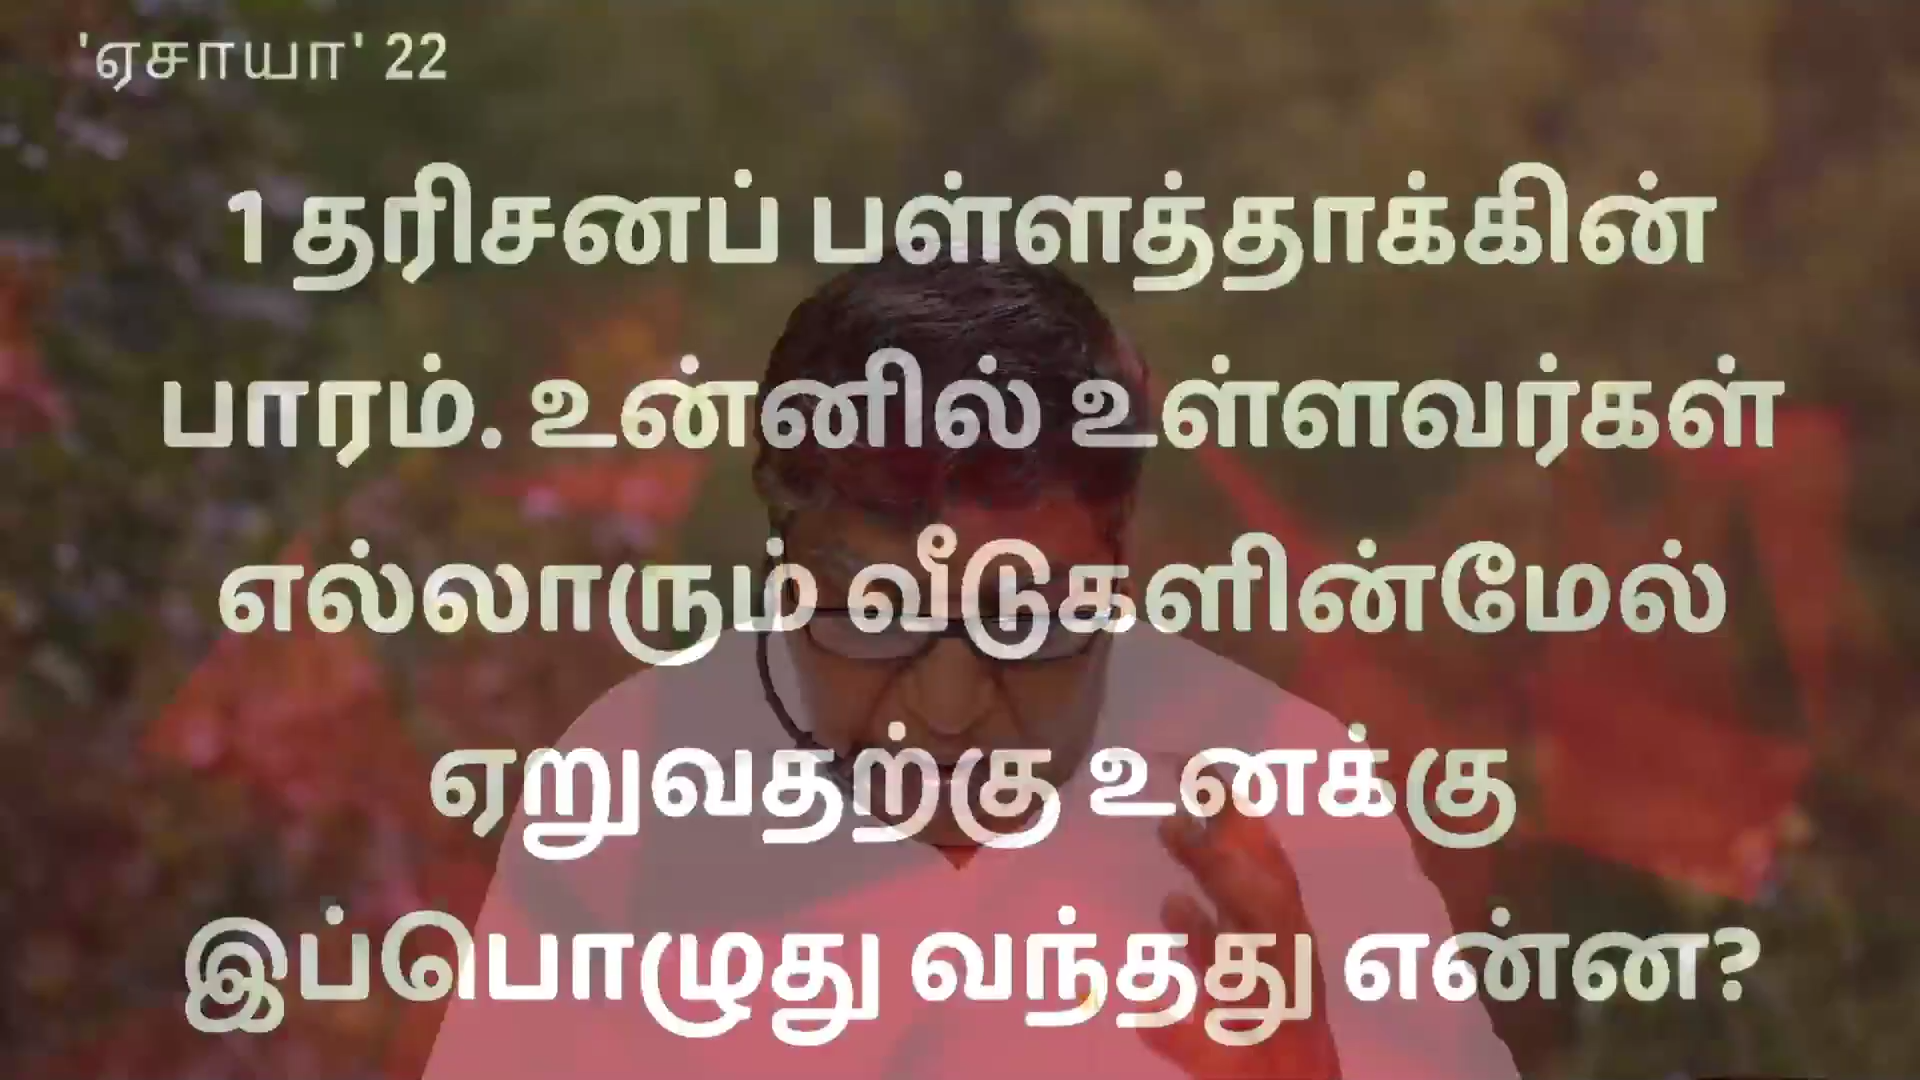 'ஏசாயா' 22
1 தரிசனப் பள்ளத்தாக்கின்
பாரம். உன்னில் உள்ளவர்கள்
எல்லாரும் வீடுகளின்மேல்
ஏறுவதற்கு உனக்கு
இப்பொழுது வந்தது என்ன?